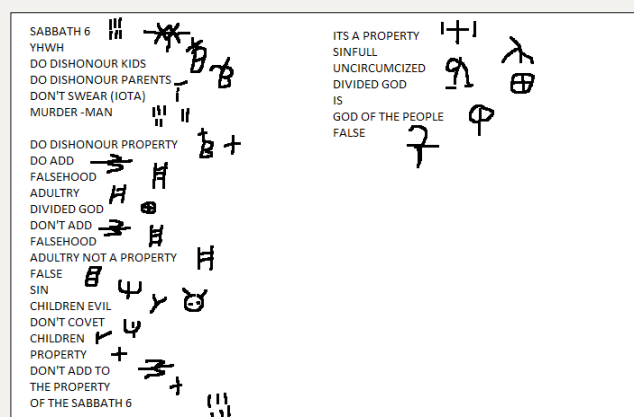 SABBATH 6
YHWH
DO DISHONOUR KIDS
DO DISHONOUR PARENTS
DON'T SWEAR (IOTA)
MURDER -MAN
DO DISHONOUR PROPERTY
DO ADD
FALSEHOOD
ADULTRY
DIVIDED GOD
DON'T ADD
FALSEHOOD
ADULTRY NOT A PROPERTY
FALSE
SIN
CHILDREN EVIL
DON'T COVET
CHILDREN
PROPERTY
DON'T ADD TO
THE PROPERTY
OF THE SABBATH 6
ITS A PROPERTY
SINFULL
UNCIRCUMCIZED
DIVIDED GOD
IS
GOD OF THE PEOPLE
FALSE